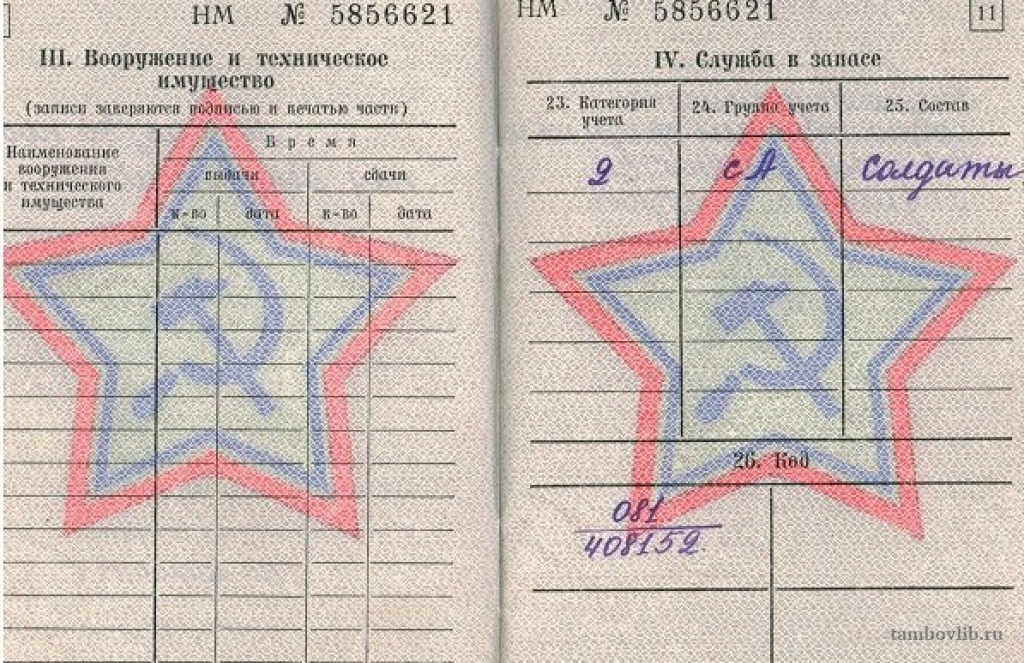 НМ № 5856621
III. Вооружение и техническое
имущество
(записи заверяются подписью и печатью части)
Наименование
вооружения
и технического
имущества
Время
выдачи
сдачи
к-во
дата
к-во
дата
НМ № 5856621
11
IV. Служба в запасе
23. Категория
учета
24. Группа учета
25. Состав
2
СА
солдаты
26. Код
081
408152
tambovlib.ru